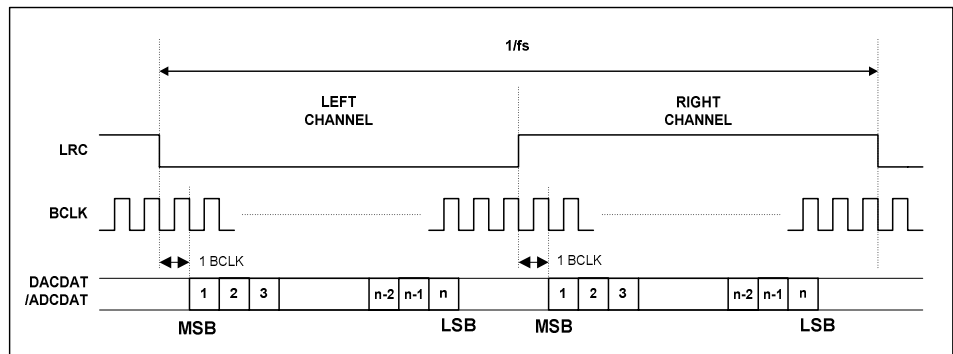 1/fs
LEFT
CHANNEL
RIGHT
CHANNEL
LRC
BCLK
1 BCLK
1 BCLK
DACDAT
/ADCDAT
1 2 3 n-2 n-1 n 1 2 3 n-2 n-1 n
MSB LSB MSB LSB